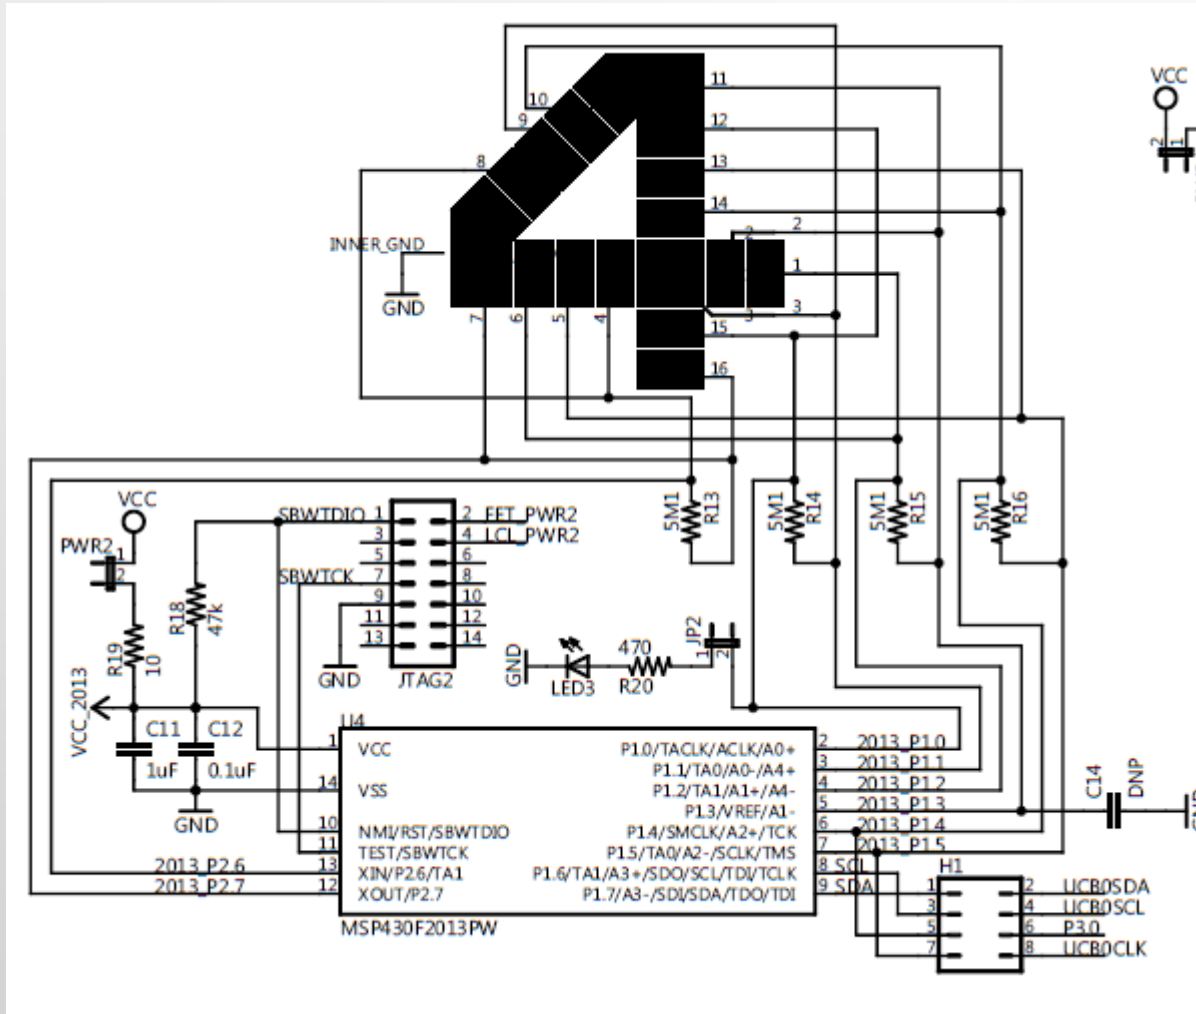 11
VCC
10
12
9
2 1
8
13
14
2
2
INNER_GND
1
GND
7 6 5 4
3
3
15
16
VCC
SBWTDIO 1 2 FET_PWR2
3 4 LCL_PWR2
PWR2 1
2
5 6
SBWTCK 7 8
9 10
11 12
13 14
5M1 R13
5M1 R14
5M1 R15
5M1 R16
R18 47k
R19 10
GND
JTAG2
GND
LED3
470
R20
JP2
1 2
VCC_2013
C11
1uF
C12
0.1uF
GND
U4
1 VCC P1.0/TACLK/ACLK/A0+ 2 2013_P1.0
P1.1/TA0/A0-/A4+ 3 2013_P1.1
14 VSS P1.2/TA1/A1+/A4- 4 2013_P1.2
P1.3/VREF/A1- 5 2013_P1.3
10 NMI/RST/SBWTDIO P1.4/SMCLK/A2+/TCK 6 2013_P1.4
11 TEST/SBWTCK P1.5/TA0/A2-/SCLK/TMS 7 2013_P1.5
2013_P2.6 13 XIN/P2.6/TA1 P1.6/TA1/A3+/SDO/SCL/TDI/TCLK 8 SCL
2013_P2.7 12 XOUT/P2.7 P1.7/A3-/SDI/SDA/TDO/TDI 9 SDA
MSP430F2013PW
C14
DNP
H1
1 2 UCB0SDA
3 4 UCB0SCL
5 6 P3.0
7 8 UCB0CLK